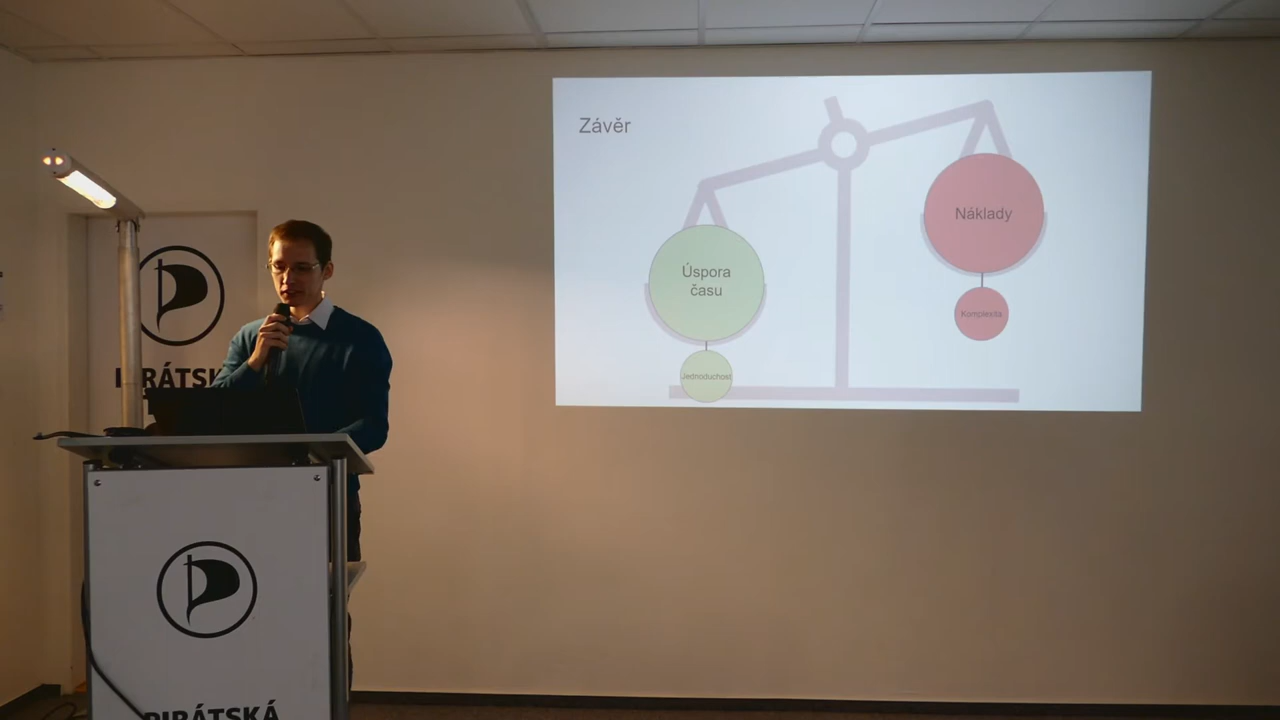 Závěr
Náklady
Úspora
času
Komplexita
Jednoduchost
PIRÁTSKÁ